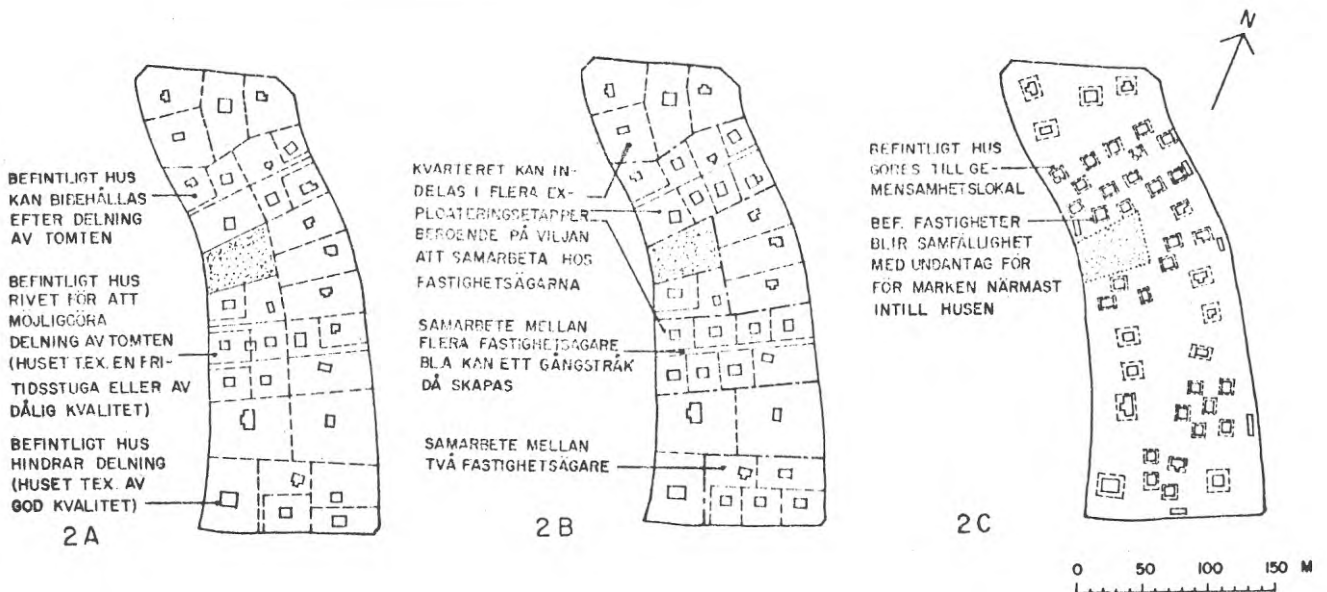 BEFINTLIGT HUS
KAN BIBEHÅLLAS
EFTER DELNING
AV TOMTEN
BEFINTLIGT HUS
RIVET FÖR ATT
MÖJLIGGÖRA
DELNING AV TOMTEN
(HUSET T.EX. EN FRI-
TIDSSTUGA ELLER AV
DÅLIG KVALITET)
BEFINTLIGT HUS
HINDRAR DELNING
(HUSET TEX. AV
GOD KVALITET)
2A
KVARTERET KAN IN-
DELAS I FLERA EX-
PLOATERINGSETAPPER
BEROENDE PÅ VILJAN
ATT SAMARBETA HOS
FASTIGHETSÄGARNA
SAMARBETE MELLAN
FLERA FASTIGHETSÄGARE
BLA KAN ETT GÅNGSTRÅK
DÅ SKAPAS
SAMARBETE MELLAN
TVÅ FASTIGHETSÄGARE
2B
N
BEFINTLIGT HUS
GÖRES TILL GE-
MENSAMHETSLOKAL
BEF. FASTIGHETER
BLIR SAMFÄLLIGHET
MED UNDANTAG FÖR
FÖR MARKEN NÄRMAST
INTILL HUSEN
2C
0 50 100 150 M